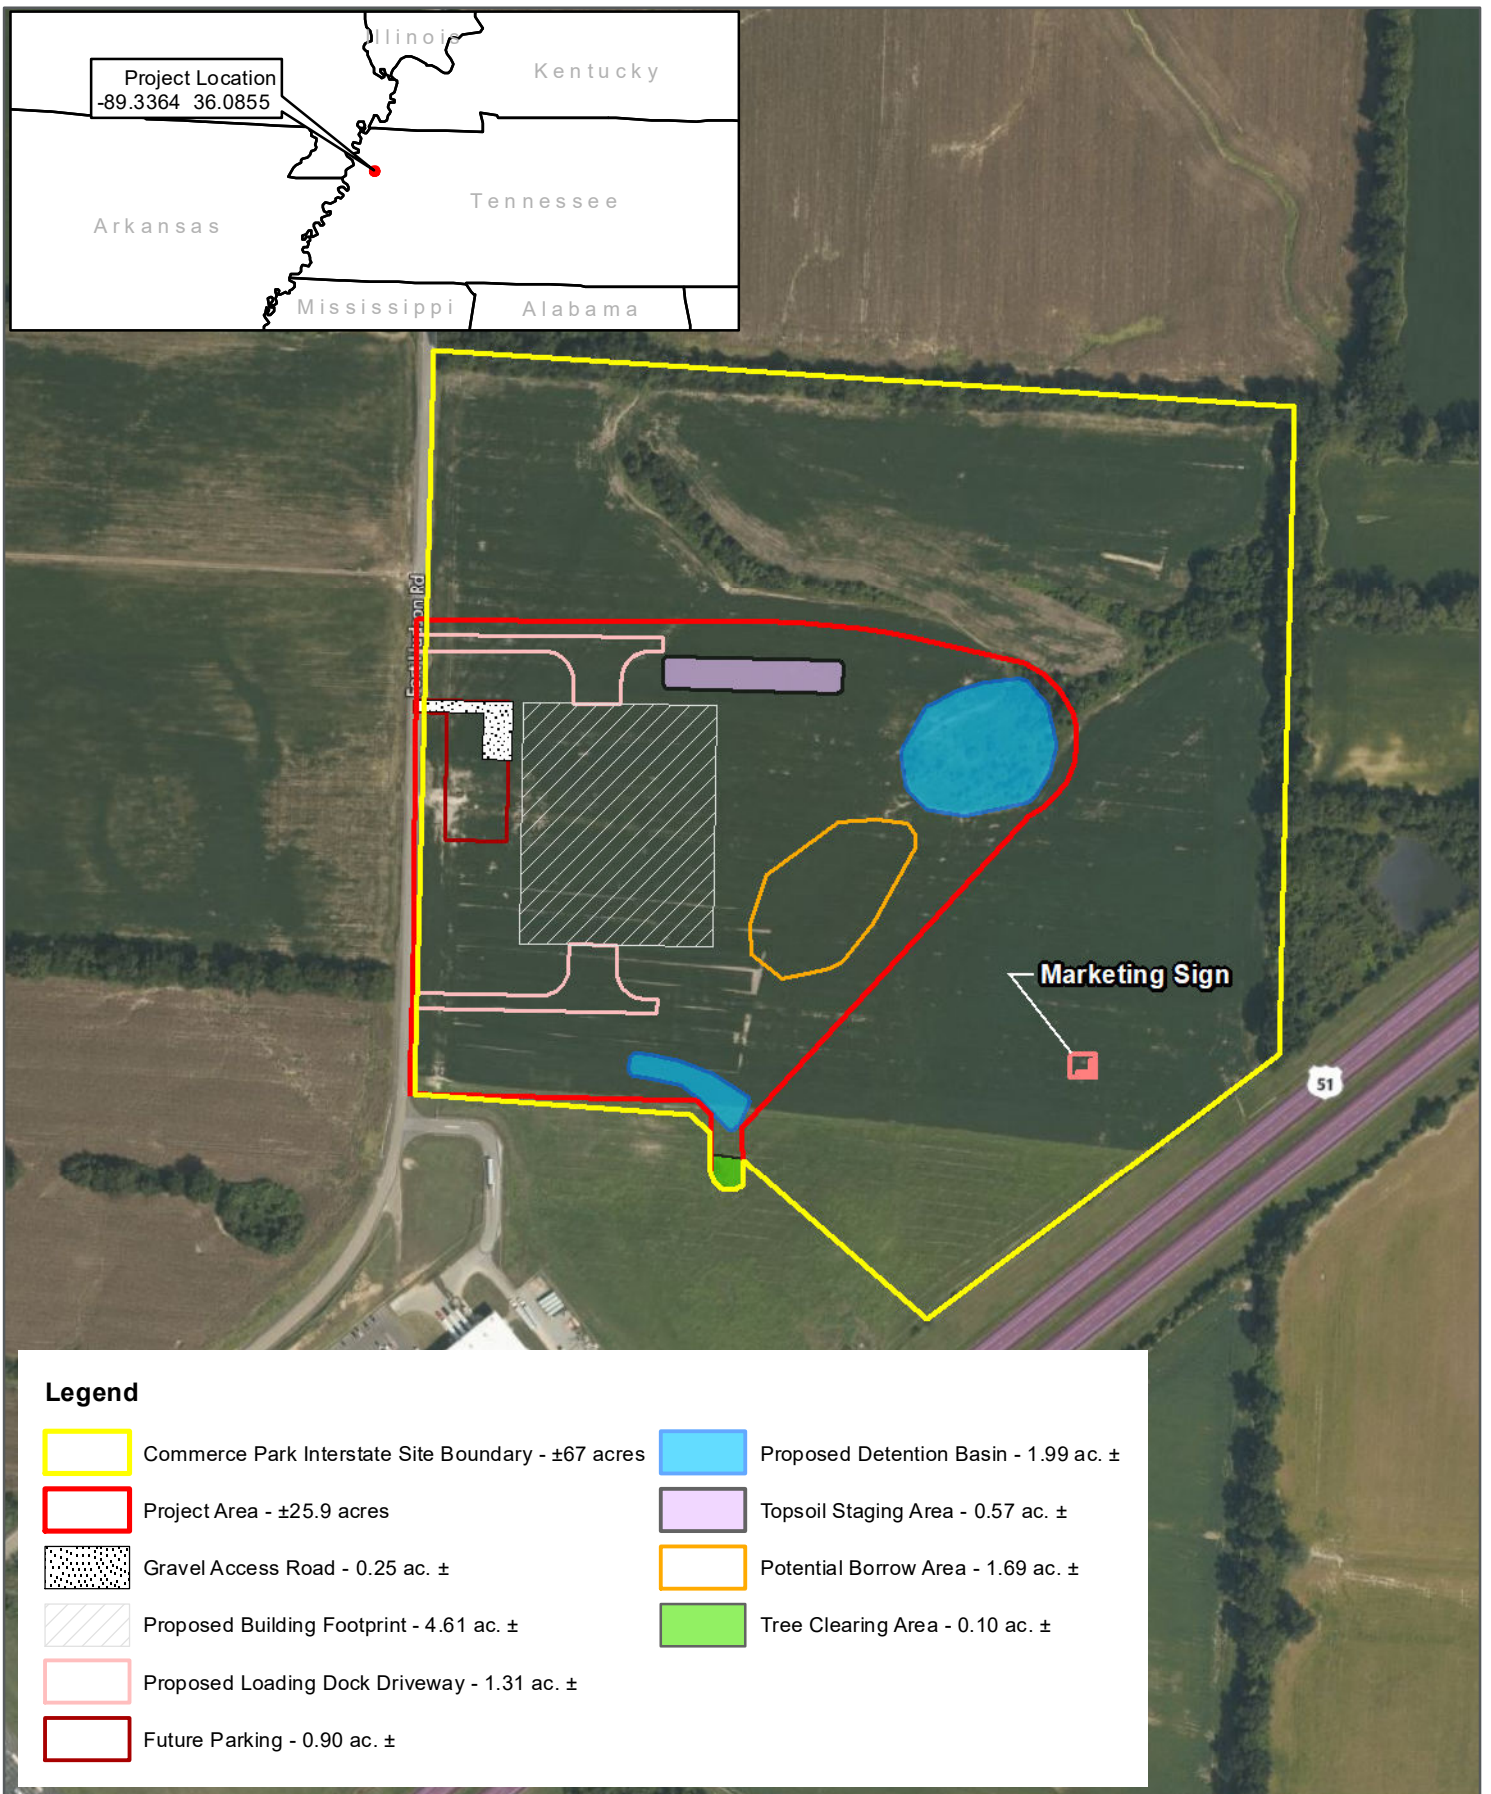 Illinois
Kentucky
Project Location
-89.3364 36.0855
Tennessee
Arkansas
Mississippi
Alabama
Rd
Marketing Sign
51
Legend
Commerce Park Interstate Site Boundary - ±67 acres
Project Area - ±25.9 acres
Gravel Access Road - 0.25 ac. ±
Proposed Building Footprint - 4.61 ac. ±
Proposed Loading Dock Driveway - 1.31 ac. ±
Future Parking - 0.90 ac. ±
Proposed Detention Basin - 1.99 ac. ±
Topsoil Staging Area - 0.57 ac. ±
Potential Borrow Area - 1.69 ac. ±
Tree Clearing Area - 0.10 ac. ±